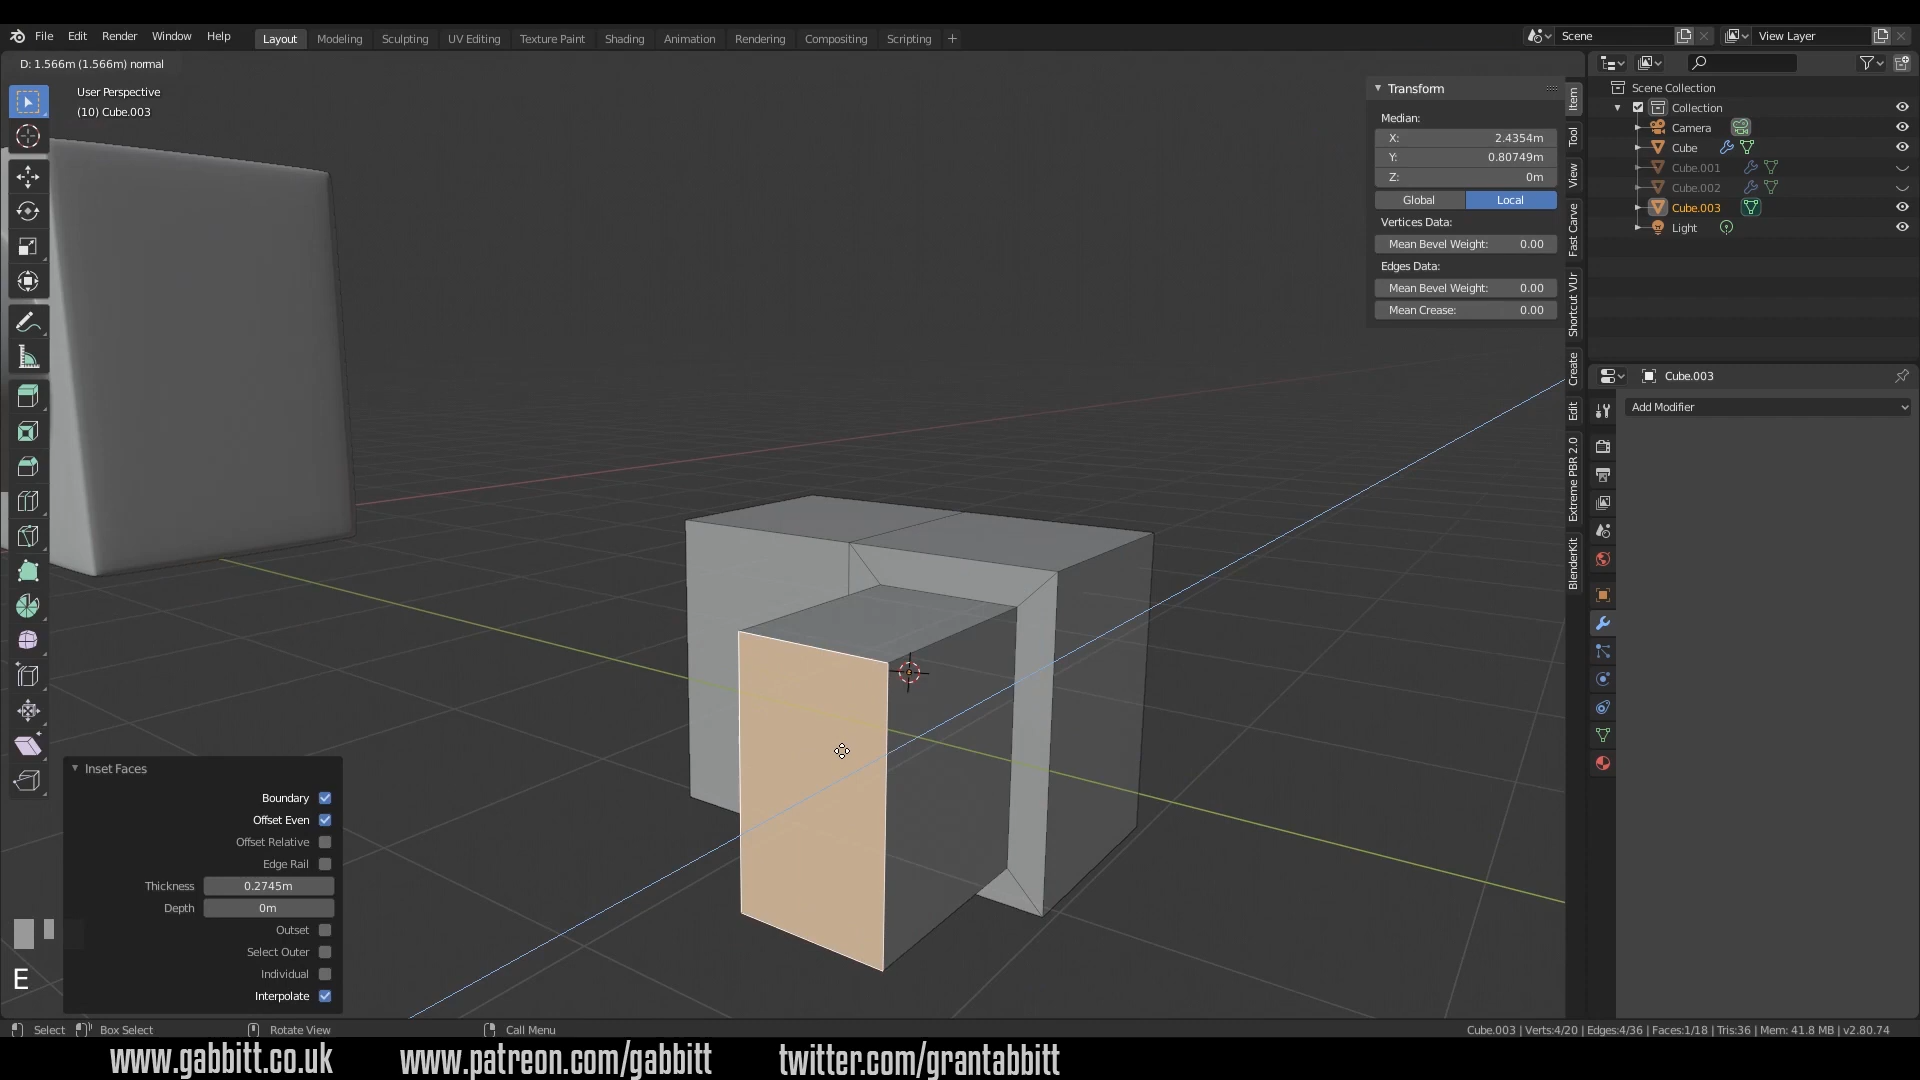 File Edit Render Window Help
Layout Modeling Sculpting UV Editing Texture Paint Shading Animation Rendering Compositing Scripting +
Scene
View Layer
D: 1.566m (1.566m) normal
User Perspective
(10) Cube.003
Transform
Median:
X: 2.4354m
Y: 0.80749m
Z: 0m
Global Local
Vertices Data:
Mean Bevel Weight: 0.00
Edges Data:
Mean Bevel Weight: 0.00
Mean Crease: 0.00
Item
Tool
View
Fast Carve
Shortcut VUr
Create
Edit
Extreme PBR 2.0
BlenderKit
Scene Collection
Collection
Camera
Cube
Cube.001
Cube.002
Cube.003
Light
Cube.003
Add Modifier
Inset Faces
Boundary
Offset Even
Offset Relative
Edge Rail
Thickness 0.2745m
Depth 0m
Outset
Select Outer
Individual
Interpolate
E
Select Box Select Rotate View Call Menu
Cube.003 | Verts:4/20 | Edges:4/36 | Faces:1/18 | Tris:36 | Mem: 41.8 MB | v2.80.74
www.gabbitt.co.uk www.patreon.com/gabbitt twitter.com/grantabbitt